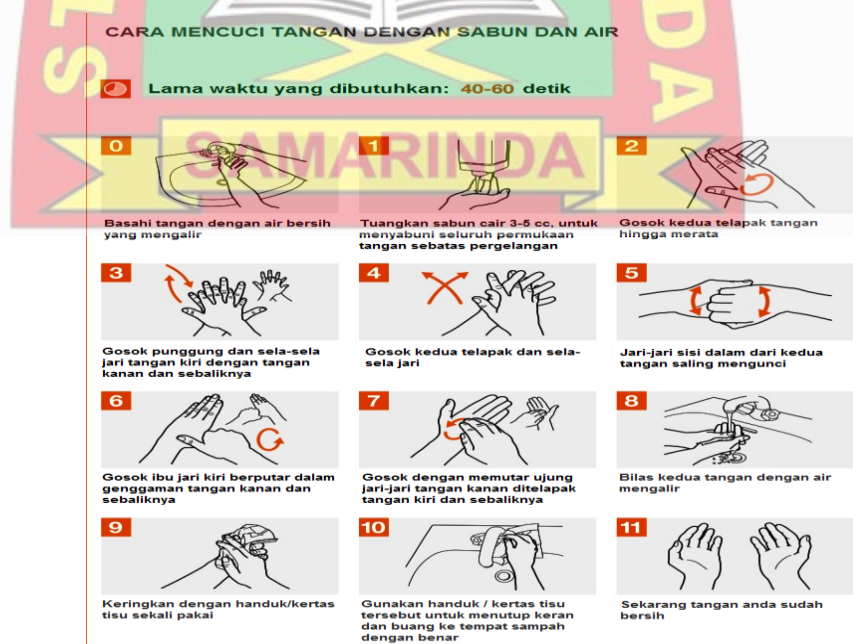 CARA MENCUCI TANGAN DENGAN SABUN DAN AIR
Lama waktu yang dibutuhkan: 40-60 detik
SAMARINDA
0
Basahi tangan dengan air bersih
yang mengalir
1
Tuangkan sabun cair 3-5 cc, untuk
menyabuni seluruh permukaan
tangan sebatas pergelangan
2
Gosok kedua telapak tangan
hingga merata
3
Gosok punggung dan sela-sela
jari tangan kiri dengan tangan
kanan dan sebaliknya
4
Gosok kedua telapak dan sela-
sela jari
5
Jari-jari sisi dalam dari kedua
tangan saling mengunci
6
Gosok ibu jari kiri berputar dalam
genggaman tangan kanan dan
sebaliknya
7
Gosok dengan memutar ujung
jari-jari tangan kanan ditelapak
tangan kiri dan sebaliknya
8
Bilas kedua tangan dengan air
mengalir
9
Keringkan dengan handuk/kertas
tisu sekali pakai
10
Gunakan handuk / kertas tisu
tersebut untuk menutup keran
dan buang ke tempat sampah
dengan benar
11
Sekarang tangan anda sudah
bersih